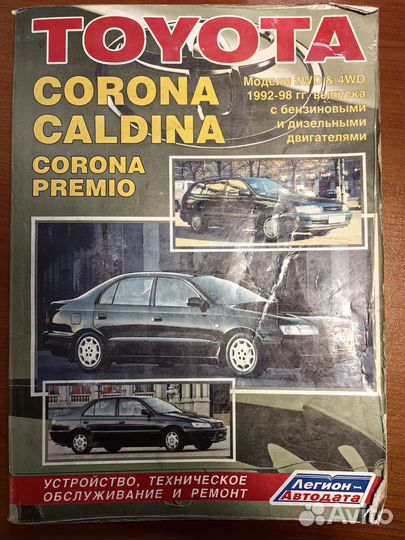 TOYOTA
CORONA
CALDINA
CORONA
PREMIO
Модели 2WD & 4WD
1992-98 гг. выпуска
с бензиновыми
и дизельными
двигателями
УСТРОЙСТВО, ТЕХНИЧЕСКОЕ
ОБСЛУЖИВАНИЕ И РЕМОНТ
Легион-
Автодата
Avito